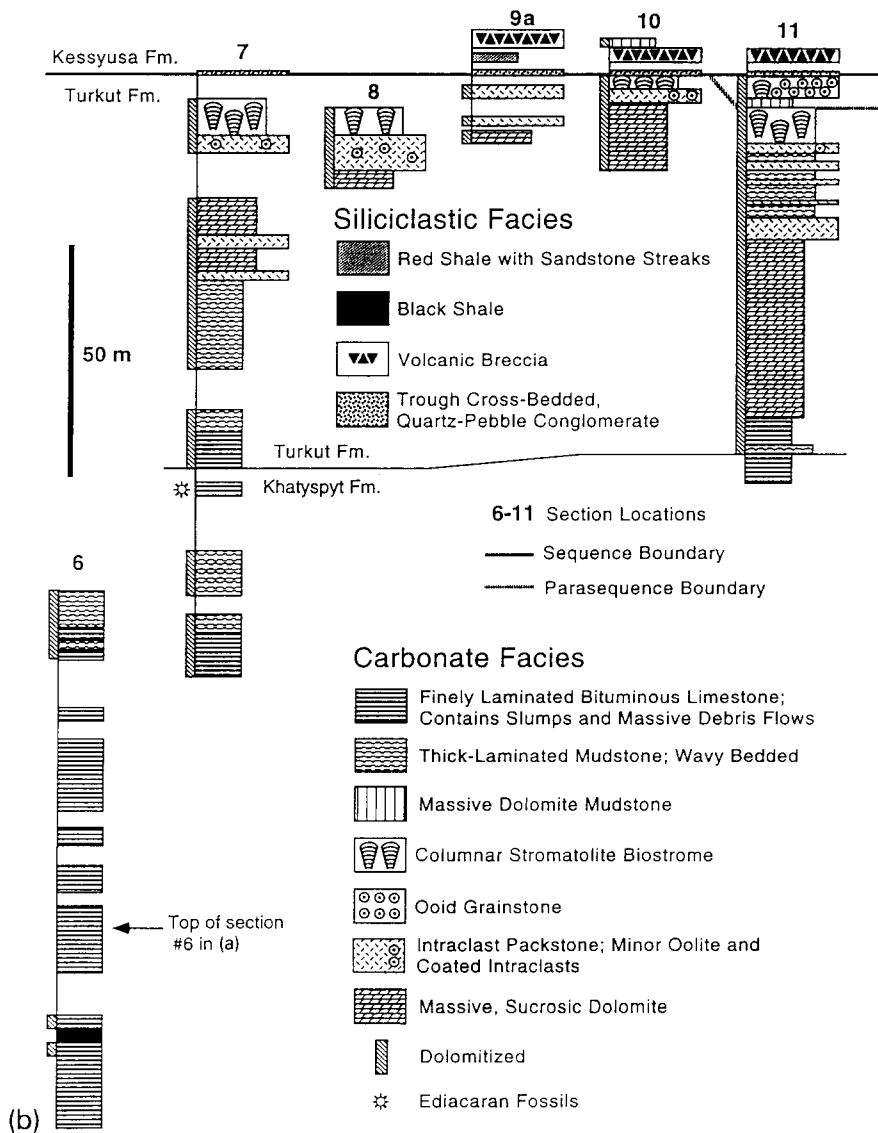 9a
10
11
7
8
Kessyusa Fm.
Turkut Fm.
Siliciclastic Facies
Red Shale with Sandstone Streaks
Black Shale
Volcanic Breccia
Trough Cross-Bedded,
Quartz-Pebble Conglomerate
50 m
Turkut Fm.
Khatyspyt Fm.
6-11 Section Locations
Sequence Boundary
Parasequence Boundary
6
Carbonate Facies
Finely Laminated Bituminous Limestone;
Contains Slumps and Massive Debris Flows
Thick-Laminated Mudstone; Wavy Bedded
Massive Dolomite Mudstone
Columnar Stromatolite Biostrome
Ooid Grainstone
Intraclast Packstone; Minor Oolite and
Coated Intraclasts
Massive, Sucrosic Dolomite
Dolomitized
Ediacaran Fossils
Top of section
#6 in (a)
(b)